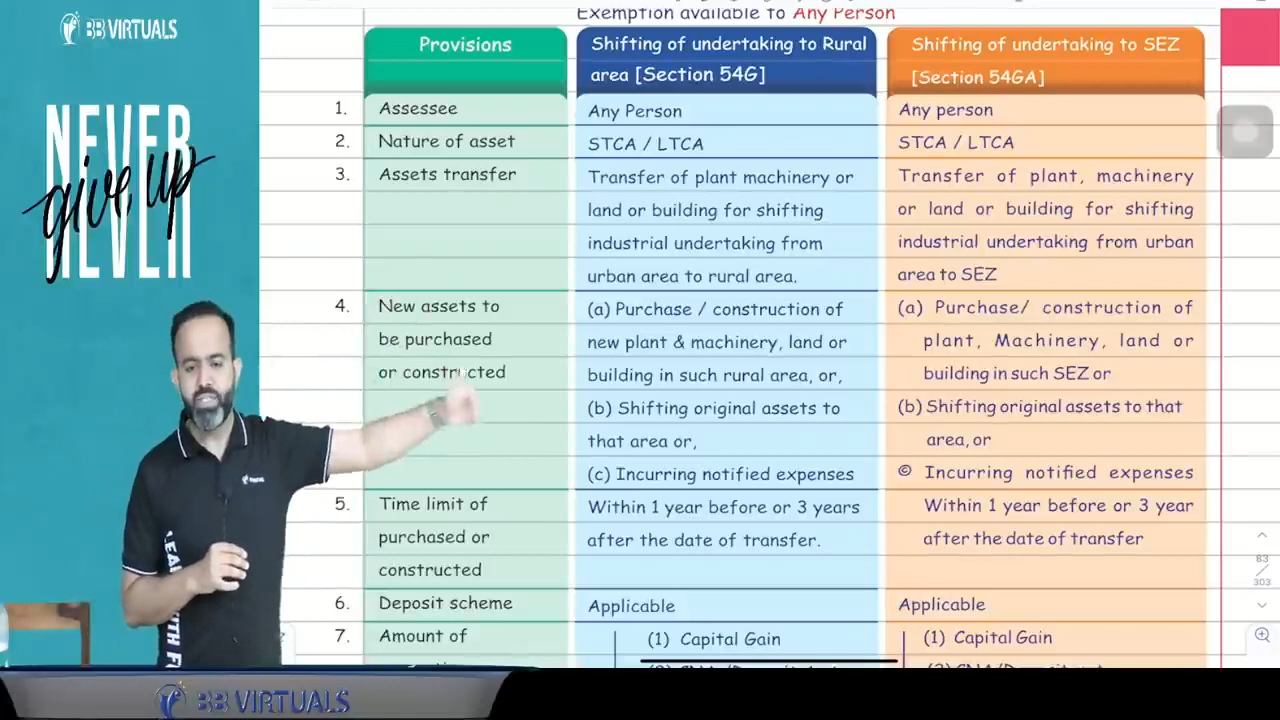 BB VIRTUALS
NEVER
give up
NEVER
Exemption available to Any Person
Provisions
Shifting of undertaking to Rural
area [Section 54G]
Shifting of undertaking to SEZ
[Section 54GA]
1. Assessee
Any Person
Any person
2. Nature of asset
STCA / LTCA
STCA / LTCA
3. Assets transfer
Transfer of plant machinery or
land or building for shifting
industrial undertaking from
urban area to rural area.
Transfer of plant, machinery
or land or building for shifting
industrial undertaking from urban
area to SEZ
4. New assets to
be purchased
or constructed
(a) Purchase / construction of
new plant & machinery, land or
building in such rural area, or,
(b) Shifting original assets to
that area or,
(c) Incurring notified expenses
(a) Purchase/ construction of
plant, Machinery, land or
building in such SEZ or
(b) Shifting original assets to that
area, or
© Incurring notified expenses
5. Time limit of
purchased or
constructed
Within 1 year before or 3 years
after the date of transfer.
Within 1 year before or 3 year
after the date of transfer
6. Deposit scheme
Applicable
Applicable
7. Amount of
(1) Capital Gain
(1) Capital Gain
83
303
BB VIRTUALS